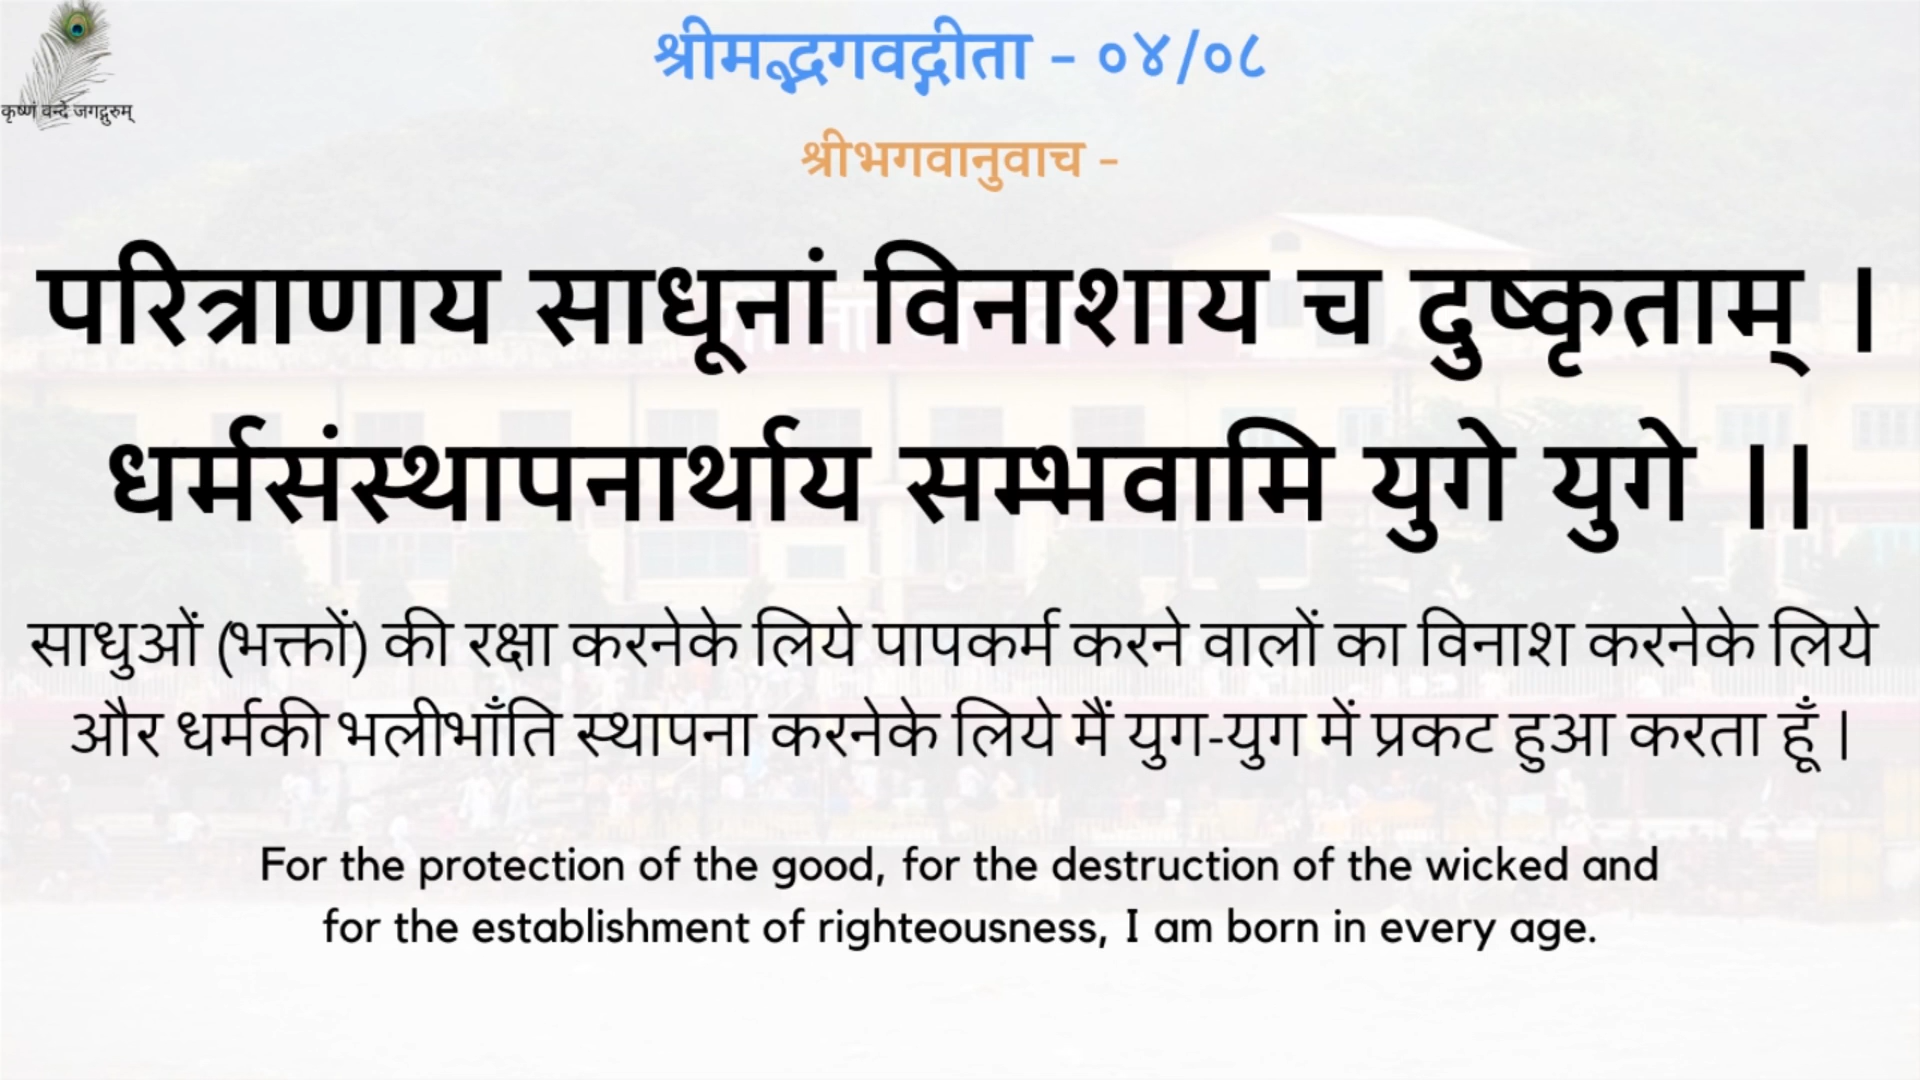 कृष्णं वन्दे जगद्गुरुम्
श्रीमद्भगवद्गीता - ०४/०८
श्रीभगवानुवाच -
परित्राणाय साधूनां विनाशाय च दुष्कृताम् ।
धर्मसंस्थापनार्थाय सम्भवामि युगे युगे ।।
साधुओं (भक्तों) की रक्षा करनेके लिये पापकर्म करने वालों का विनाश करनेके लिये
और धर्मकी भलीभाँति स्थापना करनेके लिये मैं युग-युग में प्रकट हुआ करता हूँ ।
For the protection of the good, for the destruction of the wicked and
for the establishment of righteousness, I am born in every age.